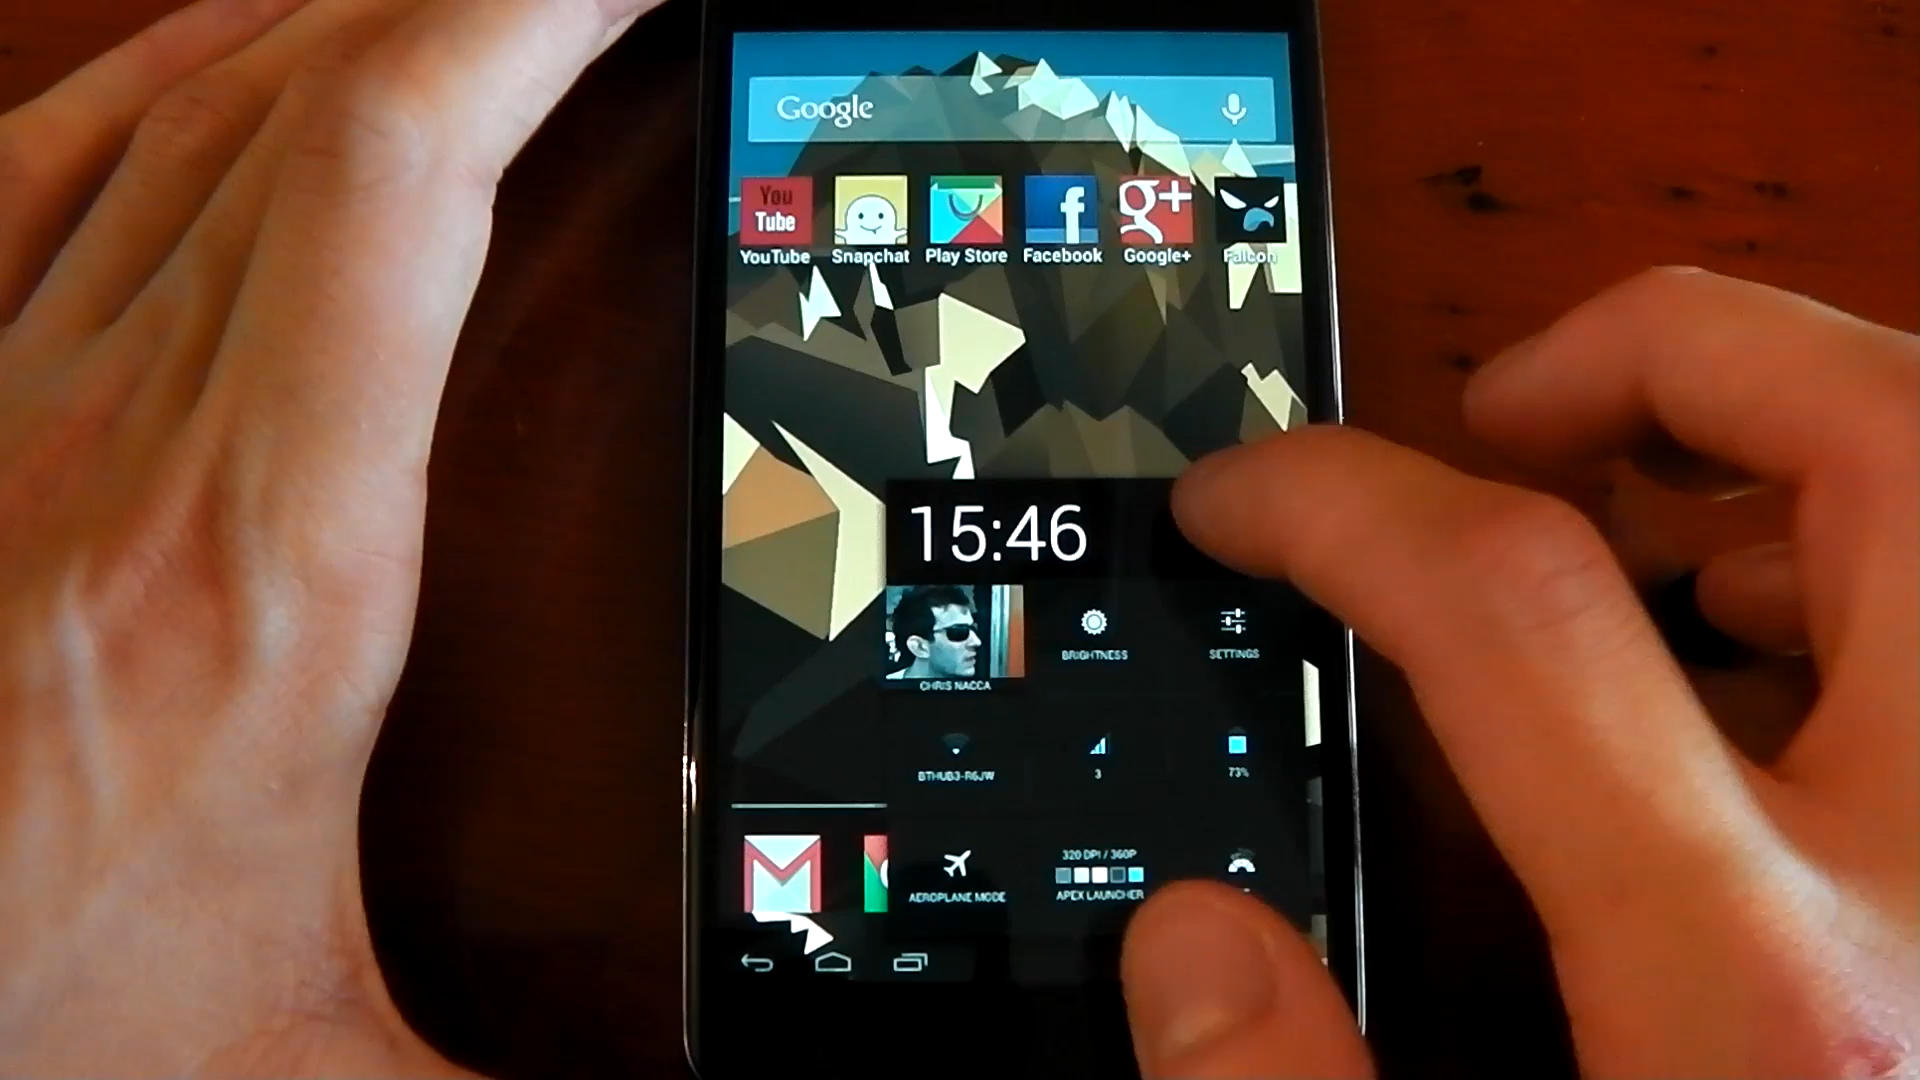 Google
You
Tube
g+
YouTube Snapchat Play Store Facebook Google+ Falcon
15:46
BRIGHTNESS SETTINGS
CHRIS NACCA
BTHUB3-R6JW 3 73%
320 DPI / 360P
AEROPLANE MODE APEX LAUNCHER